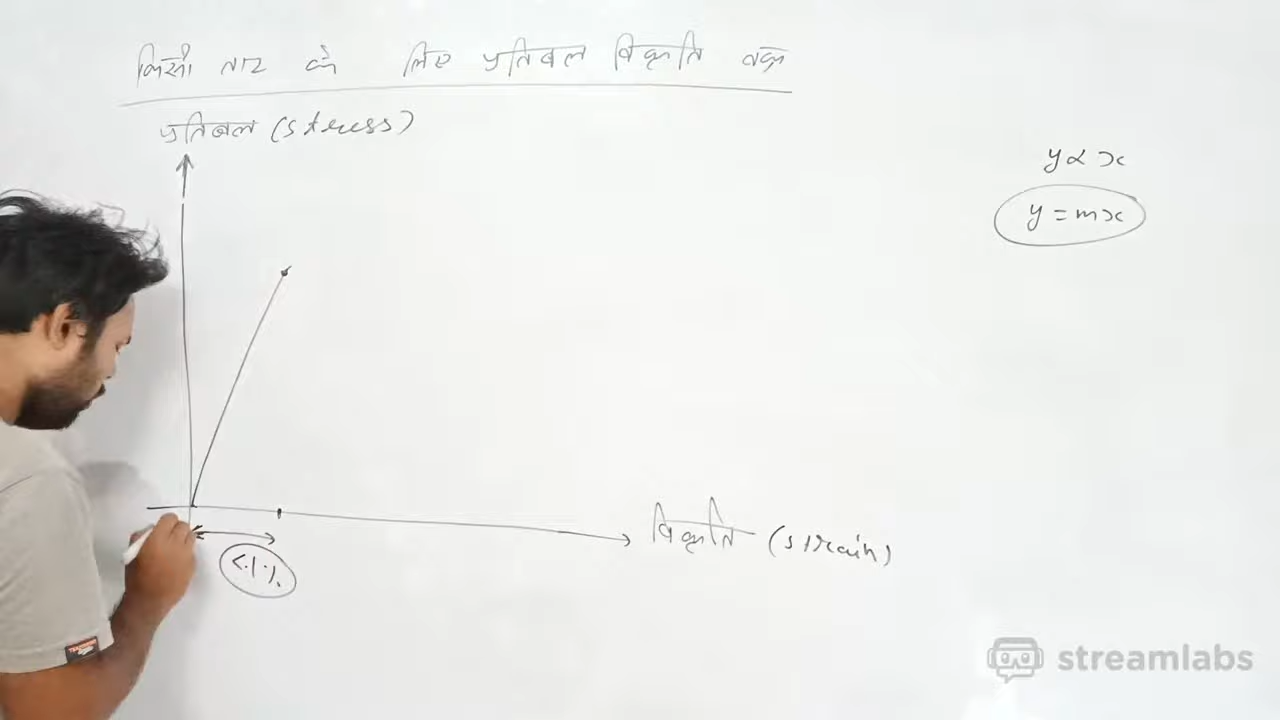 किसी तार के लिए प्रतिबल विकृति वक्र
प्रतिबल (stress)
y ∝ x
y = mx
विकृति (strain)
<.1%.
streamlabs